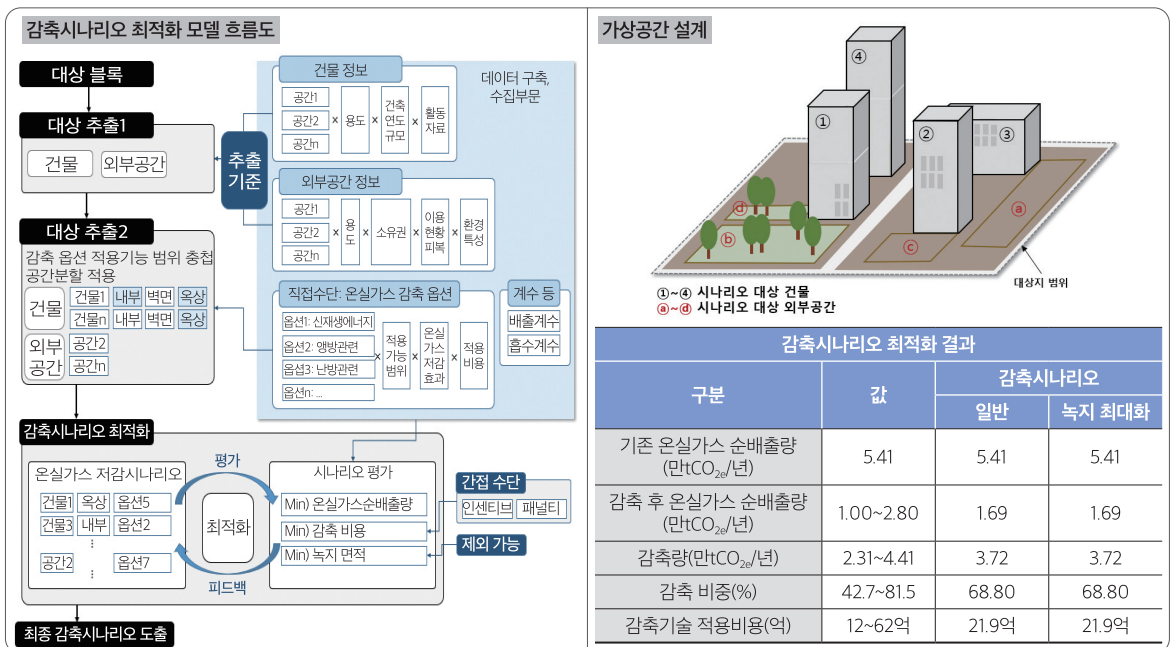 감축시나리오 최적화 모델 흐름도
대상 블록
대상 추출1
건물
외부공간
추출
기준
건물 정보
공간1
공간2
공간n
×
용도
×
건축
연도
규모
×
활동
자료
데이터 구축,
수집부문
외부공간 정보
공간1
공간2
공간n
×
용
도
×
소유권
×
이용
현황
피복
×
환경
특성
대상 추출2
감축 옵션 적용기능 범위 중첩
공간분할 적용
건물
건물1 내부 벽면 옥상
건물n 내부 벽면 옥상
외부
공간
공간2
공간n
직접수단: 온실가스 감축 옵션
옵션1: 신재생에너지
옵션2: 앵방관련
옵셥3: 난방관련
옵션n: ...
×
적용
가능
범위
×
온실
가스
저감
효과
×
적용
비용
계수 등
배출계수
흡수계수
감축시나리오 최적화
온실가스 저감시나리오
건물1 옥상 옵션5
건물3 내부 옵션2
⋮
공간2 ⋮ 옵션7
평가
최적화
피드백
시나리오 평가
Min) 온실가스순배출량
Min) 감축 비용
Min) 녹지 면적
간접 수단
인센티브 패널티
제외 가능
최종 감축시나리오 도출
가상공간 설계
④
①
②
③
ⓓ
ⓑ
ⓒ
ⓐ
대상지 범위
①~④ 시나리오 대상 건물
ⓐ~ⓓ 시나리오 대상 외부공간
감축시나리오 최적화 결과
구분 값 감축시나리오
일반 녹지 최대화
기존 온실가스 순배출량
(만tCO2e/년) 5.41 5.41 5.41
감축 후 온실가스 순배출량
(만tCO2e/년) 1.00~2.80 1.69 1.69
감축량(만tCO2e/년) 2.31~4.41 3.72 3.72
감축 비중(%) 42.7~81.5 68.80 68.80
감축기술 적용비용(억) 12~62억 21.9억 21.9억